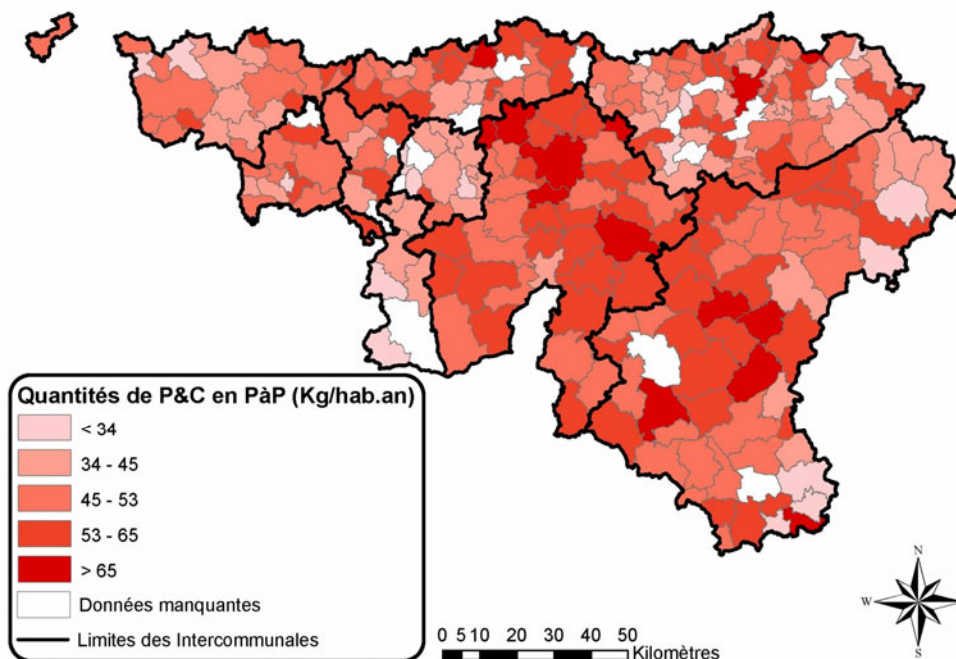 Quantités de P&C en PàP (Kg/hab.an)
< 34
34 - 45
45 - 53
53 - 65
> 65
Données manquantes
Limites des Intercommunales
0 5 10 20 30 40 50
Kilomètres
N
W E
S